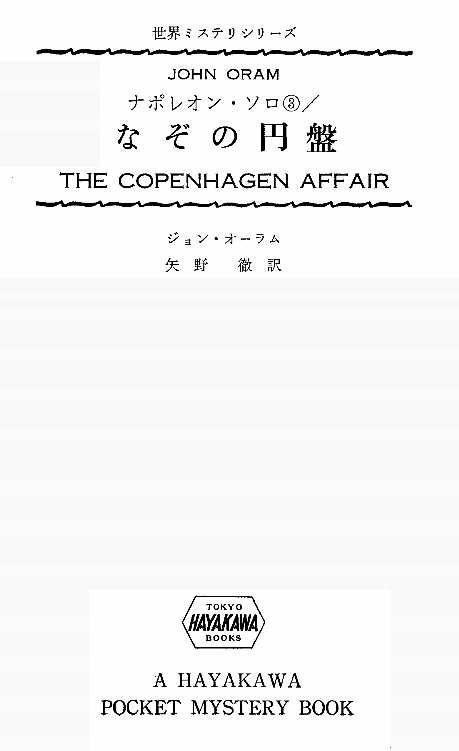 世界ミステリシリーズ
JOHN ORAM
ナポレオン・ソロ③／
なぞの円盤
THE COPENHAGEN AFFAIR
ジョン・オーラム
矢野 徹 訳
TOKYO
HAYAKAWA
BOOKS
A HAYAKAWA
POCKET MYSTERY BOOK